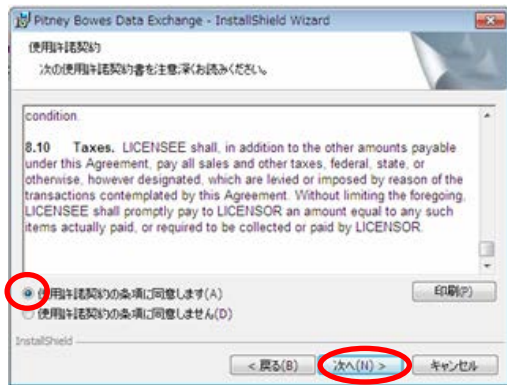 Pitney Bowes Data Exchange - InstallShield Wizard
使用許諾契約
次の使用許諾契約書を注意深くお読みください。
condition.
8.10 Taxes. LICENSEE shall, in addition to the other amounts payable
under this Agreement, pay all sales and other taxes, federal, state, or
otherwise, however designated, which are levied or imposed by reason of the
transactions contemplated by this Agreement. Without limiting the foregoing,
LICENSEE shall promptly pay to LICENSOR an amount equal to any such
items actually paid, or required to be collected or paid by LICENSOR.
使用許諾契約の条項に同意します(A)
印刷(P)
使用許諾契約の条項に同意しません(D)
InstallShield
< 戻る(B)
次へ(N) >
キャンセル